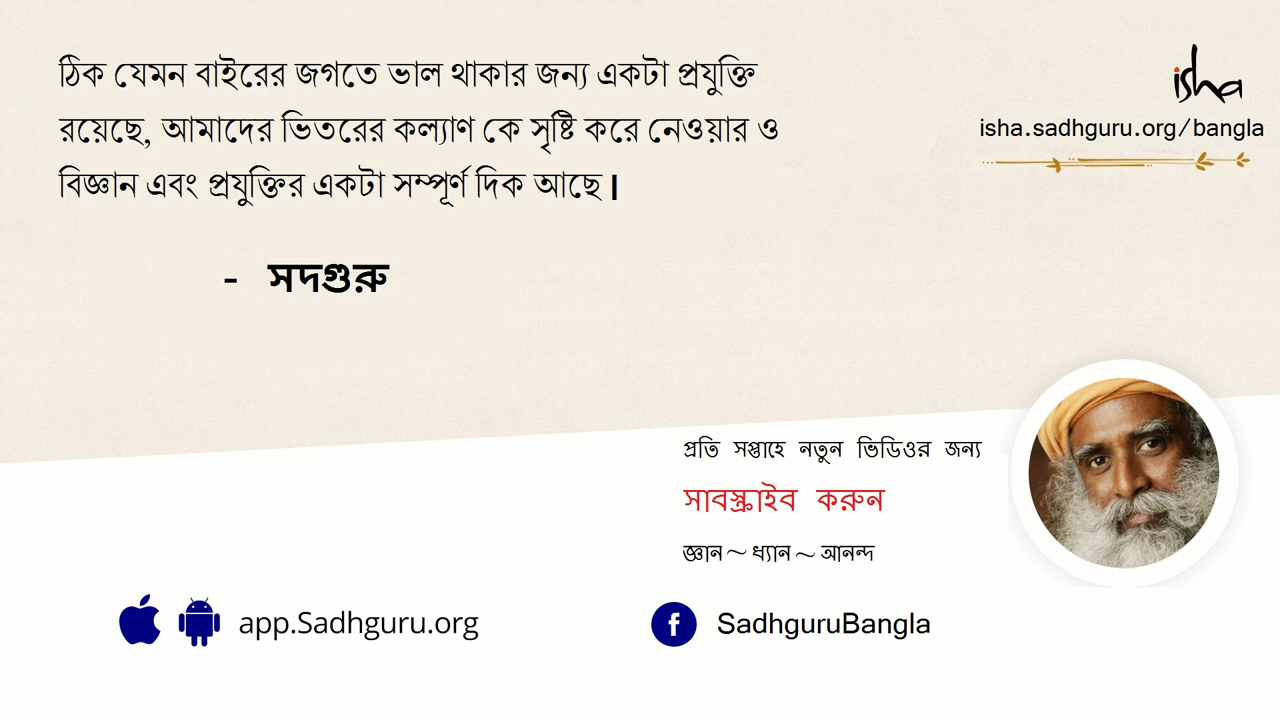 ঠিক যেমন বাইরের জগতে ভাল থাকার জন্য একটা প্রযুক্তি
রয়েছে, আমাদের ভিতরের কল্যাণ কে সৃষ্টি করে নেওয়ার ও
বিজ্ঞান এবং প্রযুক্তির একটা সম্পূর্ণ দিক আছে।
- সদগুরু
isha
isha.sadhguru.org/bangla
প্রতি সপ্তাহে নতুন ভিডিওর জন্য
সাবস্ক্রাইব করুন
জ্ঞান ~ ধ্যান ~ আনন্দ
app.Sadhguru.org
SadhguruBangla